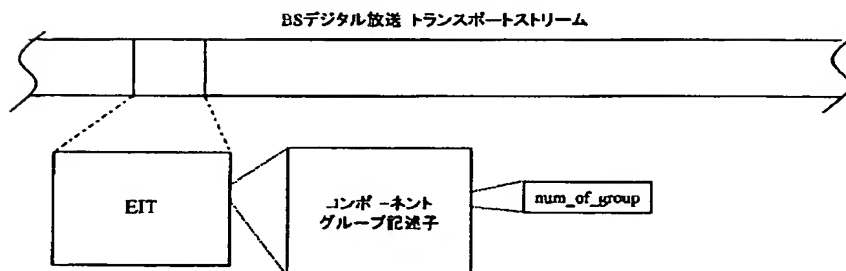 BSデジタル放送 トランスポートストリーム
EIT
コンポーネント
グループ記述子
num_of_group